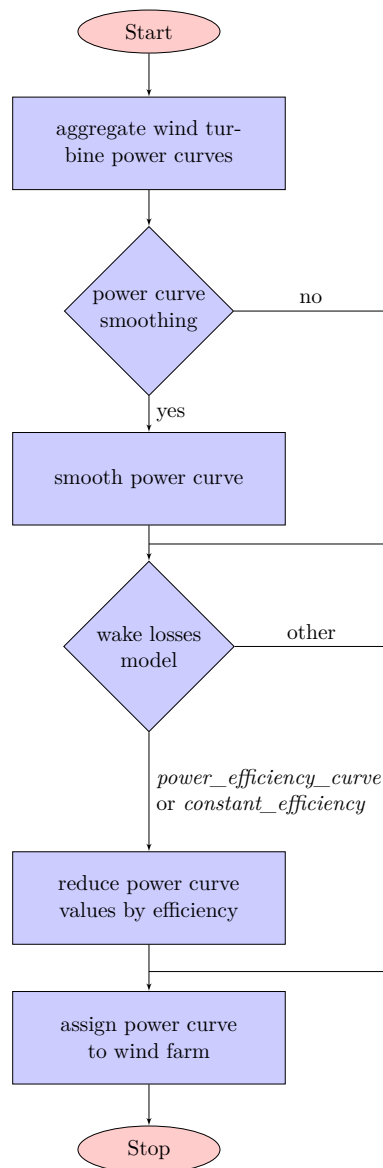 Start
aggregate wind tur-
bine power curves
power curve
smoothing
no
yes
smooth power curve
wake losses
model
other
power_efficiency_curve
or constant_efficiency
reduce power curve
values by efficiency
assign power curve
to wind farm
Stop